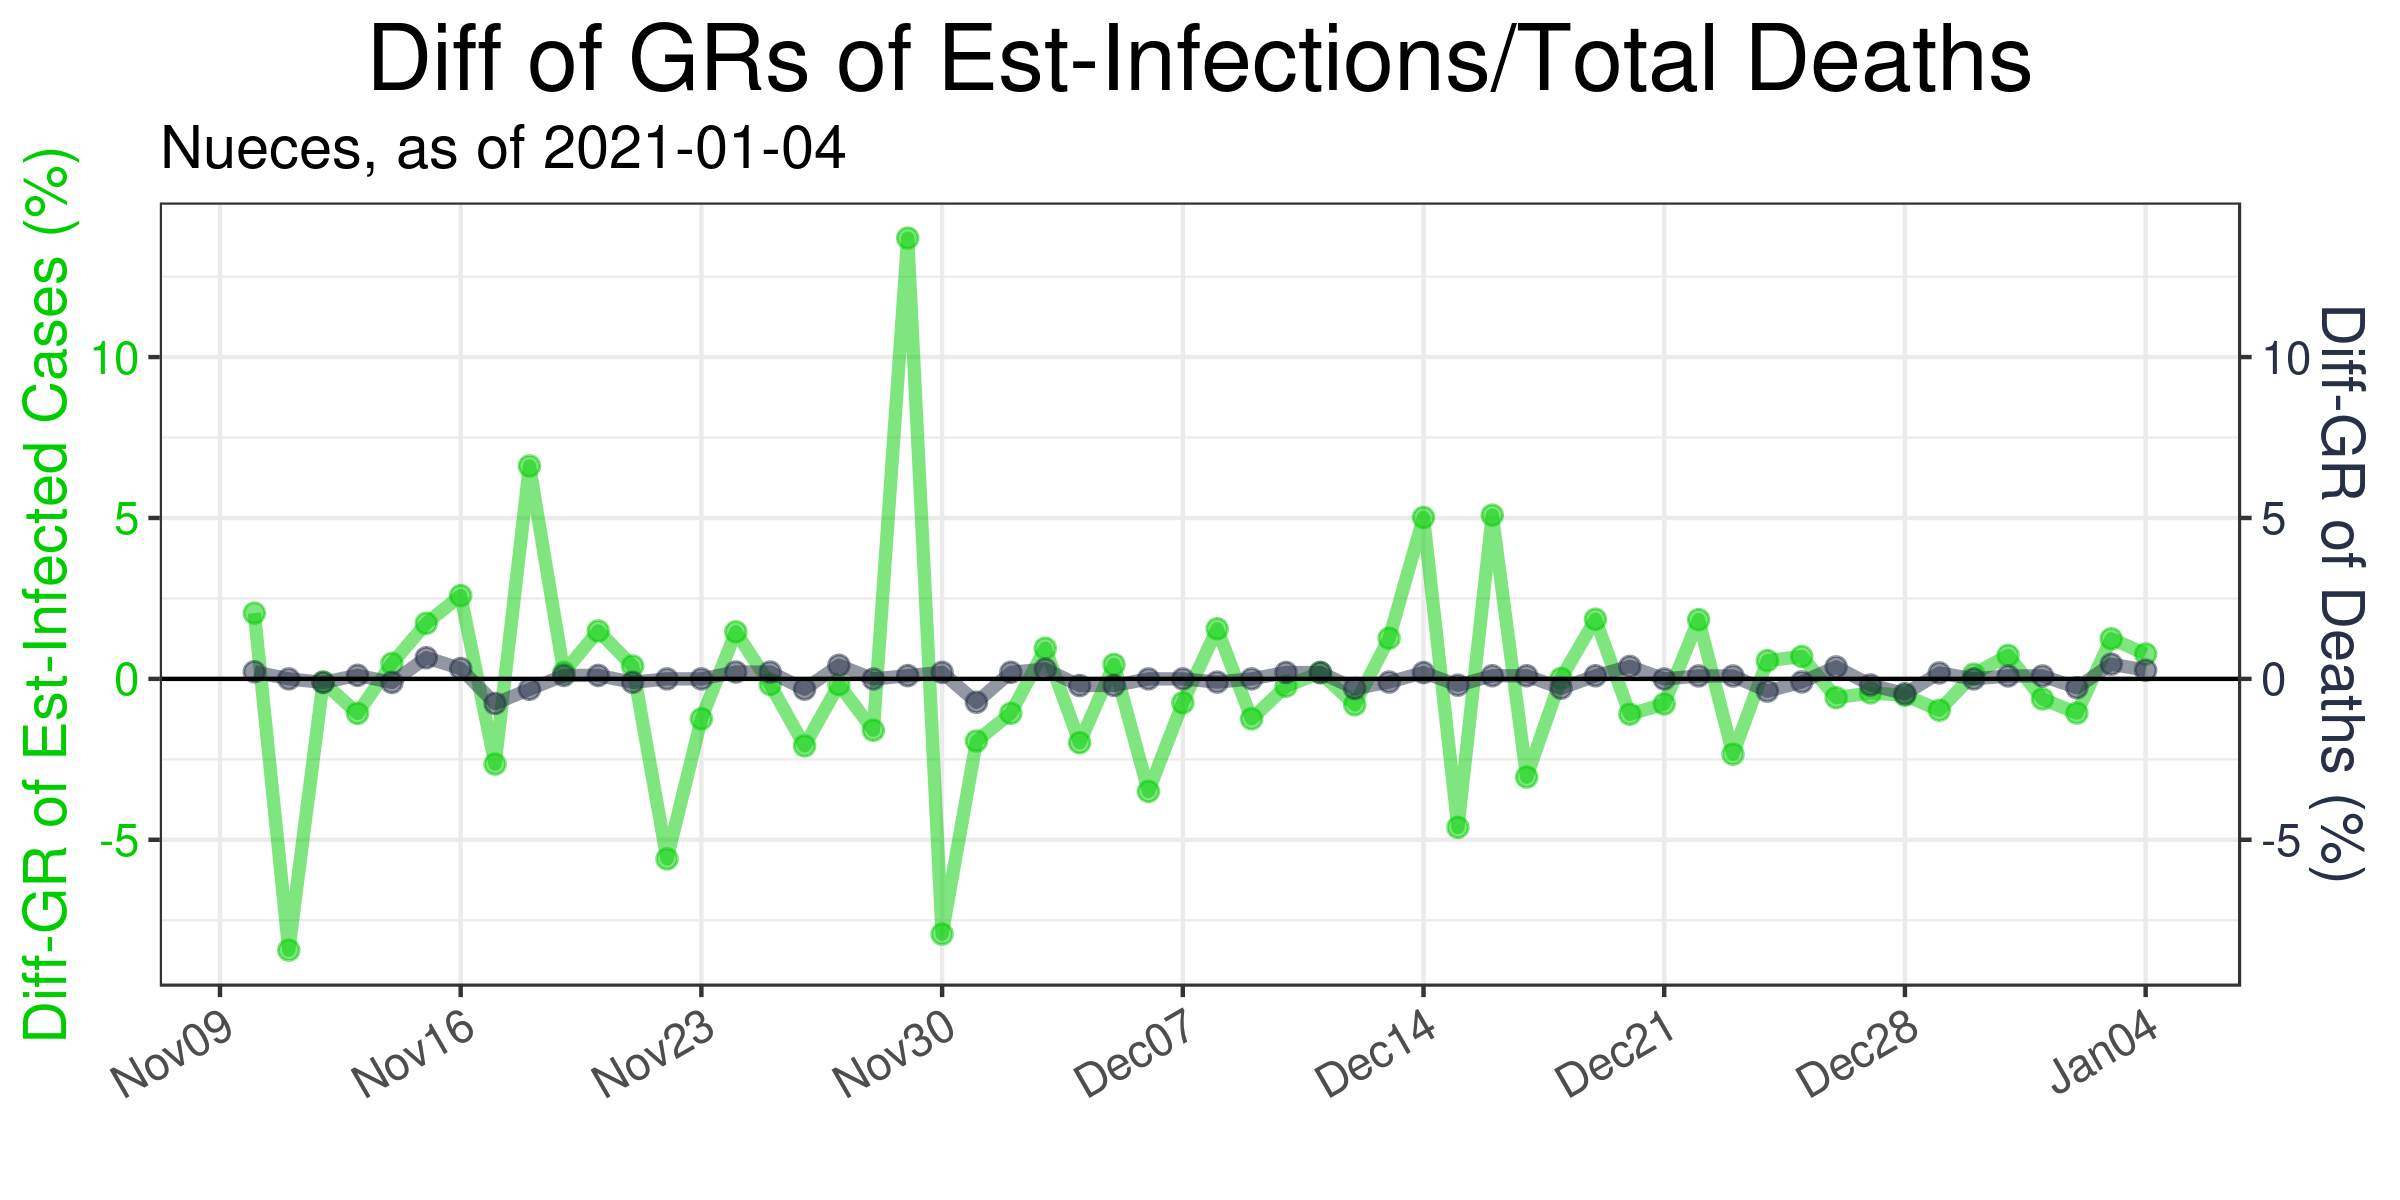 Diff of GRs of Est-Infections/Total Deaths
Nueces, as of 2021-01-04
Diff-GR of Est-Infected Cases (%)
10
5
0
-5
10
5
0
-5
Diff-GR of Deaths (%)
Nov09
Nov16
Nov23
Nov30
Dec07
Dec14
Dec21
Dec28
Jan04